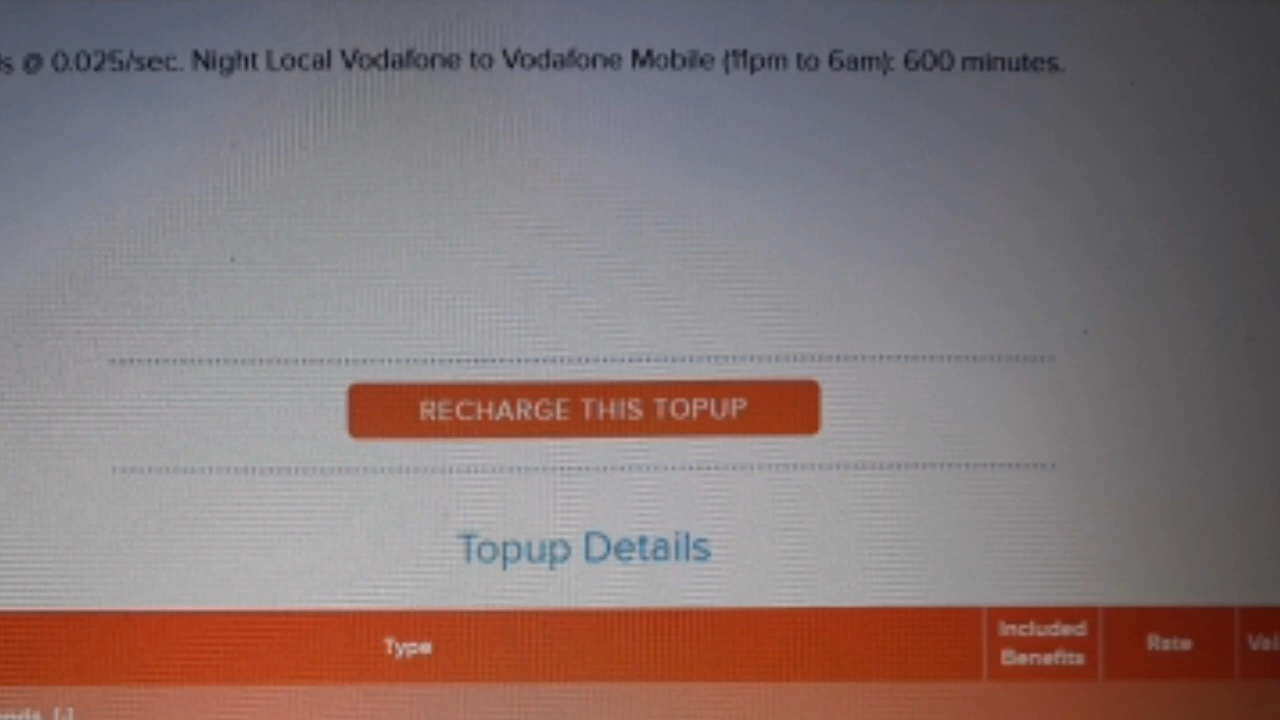 @ 0.025/sec. Night Local Vodafone to Vodafone Mobile (11pm to 6am): 600 minutes.
RECHARGE THIS TOPUP
Topup Details
Type
Included
Benefits
Rate